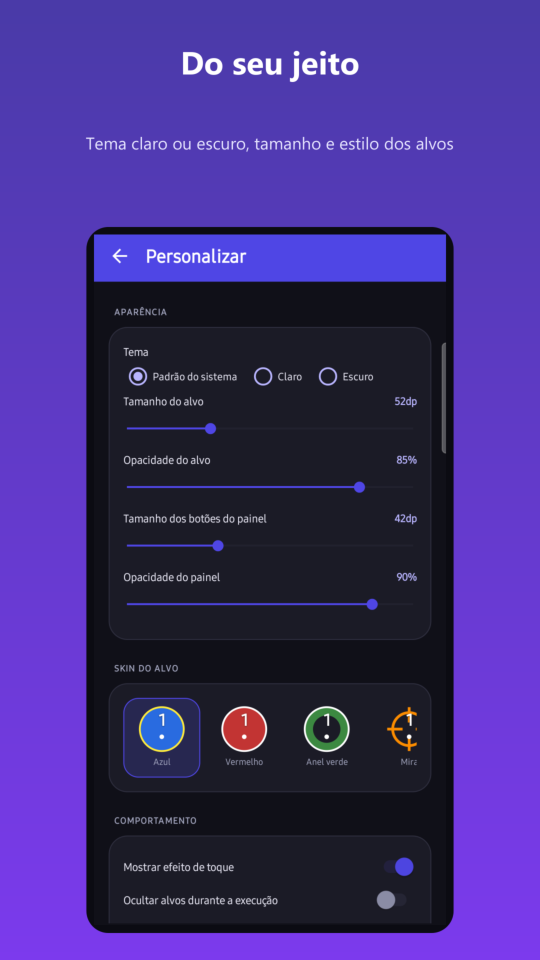 Do seu jeito
Tema claro ou escuro, tamanho e estilo dos alvos
Personalizar
APARÊNCIA
Tema
Padrão do sistema Claro Escuro
Tamanho do alvo 52dp
Opacidade do alvo 85%
Tamanho dos botões do painel 42dp
Opacidade do painel 90%
SKIN DO ALVO
1 1 1 1
Azul Vermelho Anel verde Mira
COMPORTAMENTO
Mostrar efeito de toque
Ocultar alvos durante a execução